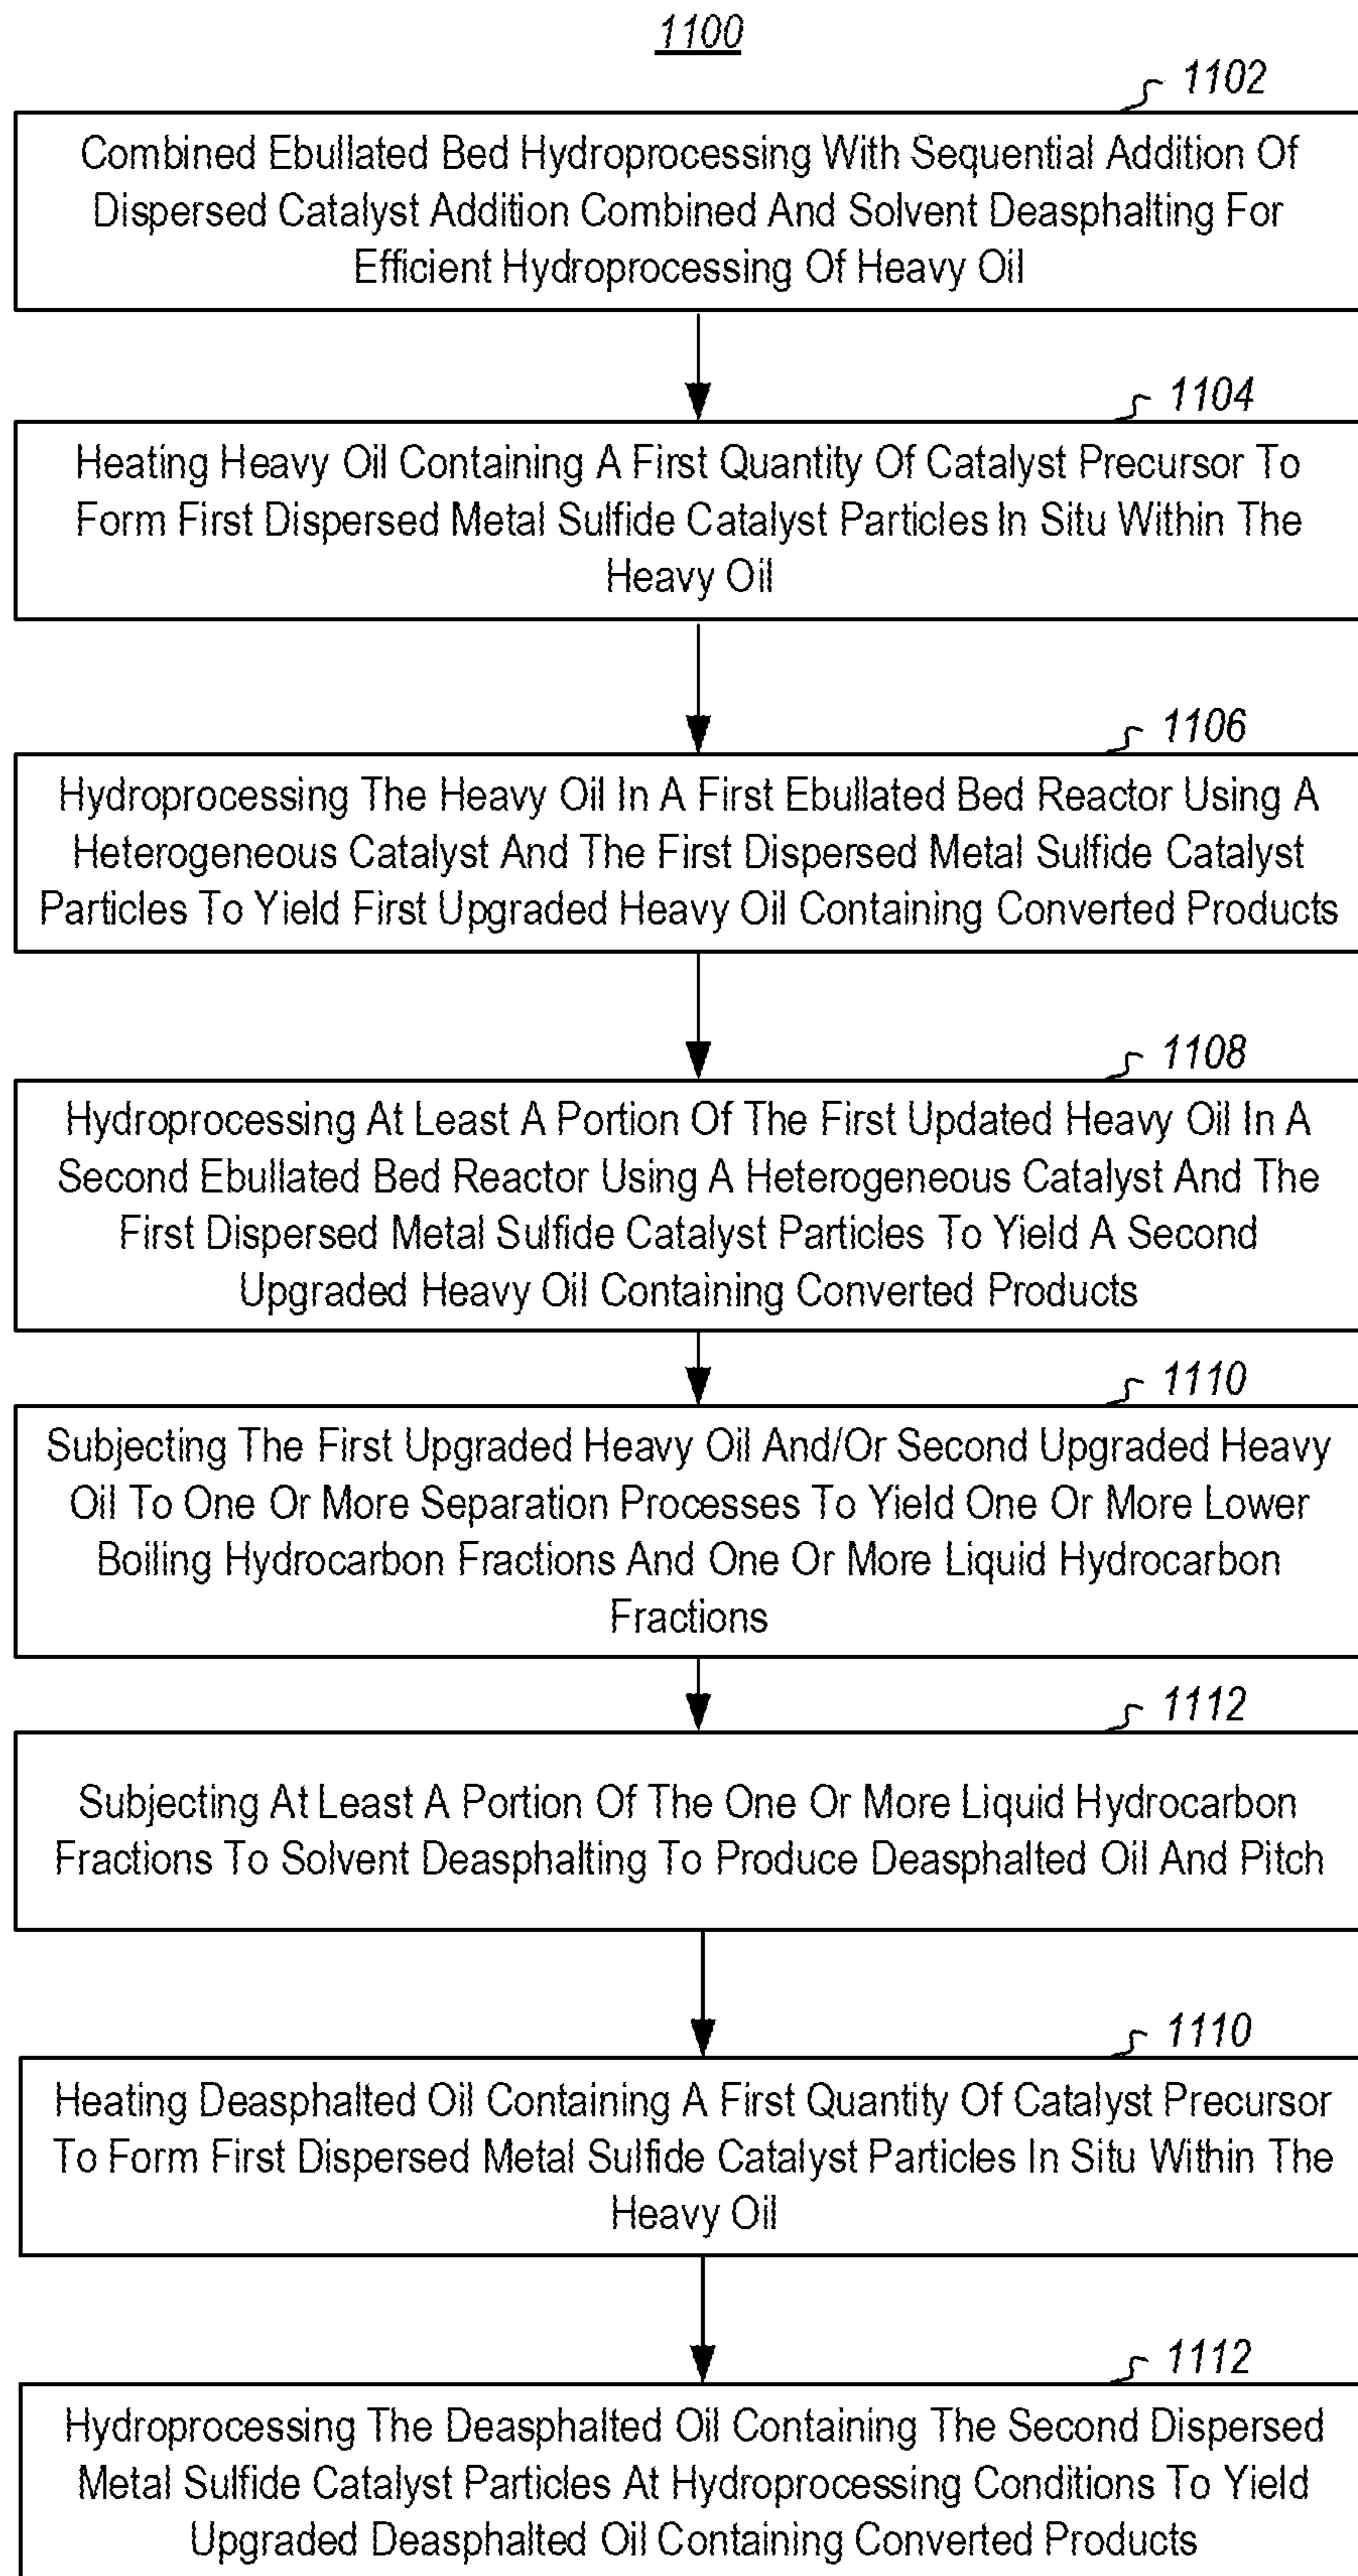 1100
1102
Combined Ebullated Bed Hydroprocessing With Sequential Addition Of
Dispersed Catalyst Addition Combined And Solvent Deasphalting For
Efficient Hydroprocessing Of Heavy Oil
1104
Heating Heavy Oil Containing A First Quantity Of Catalyst Precursor To
Form First Dispersed Metal Sulfide Catalyst Particles In Situ Within The
Heavy Oil
1106
Hydroprocessing The Heavy Oil In A First Ebullated Bed Reactor Using A
Heterogeneous Catalyst And The First Dispersed Metal Sulfide Catalyst
Particles To Yield First Upgraded Heavy Oil Containing Converted Products
1108
Hydroprocessing At Least A Portion Of The First Updated Heavy Oil In A
Second Ebullated Bed Reactor Using A Heterogeneous Catalyst And The
First Dispersed Metal Sulfide Catalyst Particles To Yield A Second
Upgraded Heavy Oil Containing Converted Products
1110
Subjecting The First Upgraded Heavy Oil And/Or Second Upgraded Heavy
Oil To One Or More Separation Processes To Yield One Or More Lower
Boiling Hydrocarbon Fractions And One Or More Liquid Hydrocarbon
Fractions
1112
Subjecting At Least A Portion Of The One Or More Liquid Hydrocarbon
Fractions To Solvent Deasphalting To Produce Deasphalted Oil And Pitch
1110
Heating Deasphalted Oil Containing A First Quantity Of Catalyst Precursor
To Form First Dispersed Metal Sulfide Catalyst Particles In Situ Within The
Heavy Oil
1112
Hydroprocessing The Deasphalted Oil Containing The Second Dispersed
Metal Sulfide Catalyst Particles At Hydroprocessing Conditions To Yield
Upgraded Deasphalted Oil Containing Converted Products